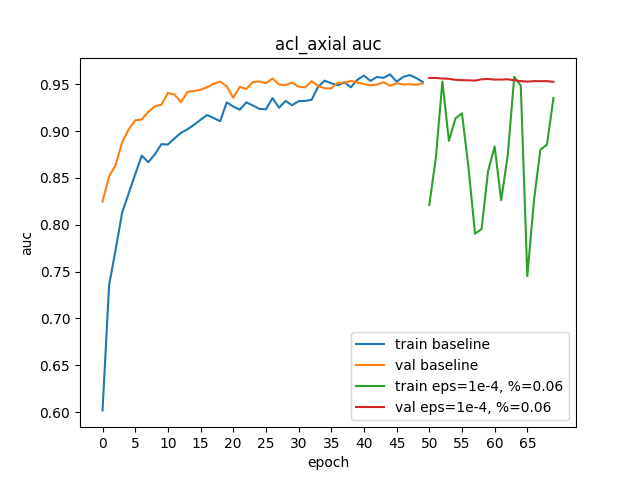 acl_axial auc
auc
0.95
0.90
0.85
0.80
0.75
0.70
0.65
0.60
train baseline
val baseline
train eps=1e-4, %=0.06
val eps=1e-4, %=0.06
0 5 10 15 20 25 30 35 40 45 50 55 60 65
epoch